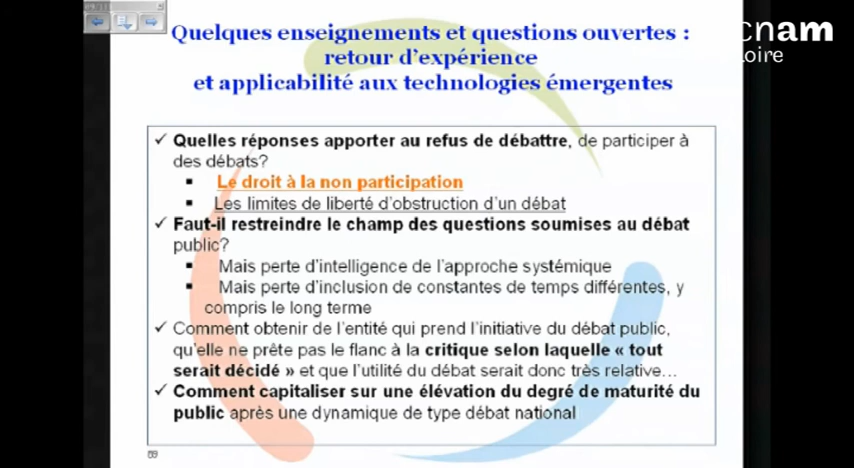 cnam
Loire
Quelques enseignements et questions ouvertes :
retour d'expérience
et applicabilité aux technologies émergentes
✓ Quelles réponses apporter au refus de débattre, de participer à
des débats?
▪ Le droit à la non participation
▪ Les limites de liberté d'obstruction d'un débat
✓ Faut-il restreindre le champ des questions soumises au débat
public?
▪ Mais perte d'intelligence de l'approche systémique
▪ Mais perte d'inclusion de constantes de temps différentes, y
compris le long terme
✓ Comment obtenir de l'entité qui prend l'initiative du débat public,
qu'elle ne prête pas le flanc à la critique selon laquelle « tout
serait décidé » et que l'utilité du débat serait donc très relative…
✓ Comment capitaliser sur une élévation du degré de maturité du
public après une dynamique de type débat national